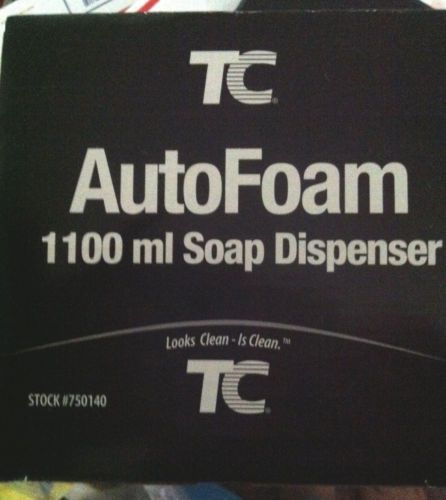 TC®
AutoFoam
1100 ml Soap Dispenser
Looks Clean - Is Clean.™
TC®
STOCK #750140